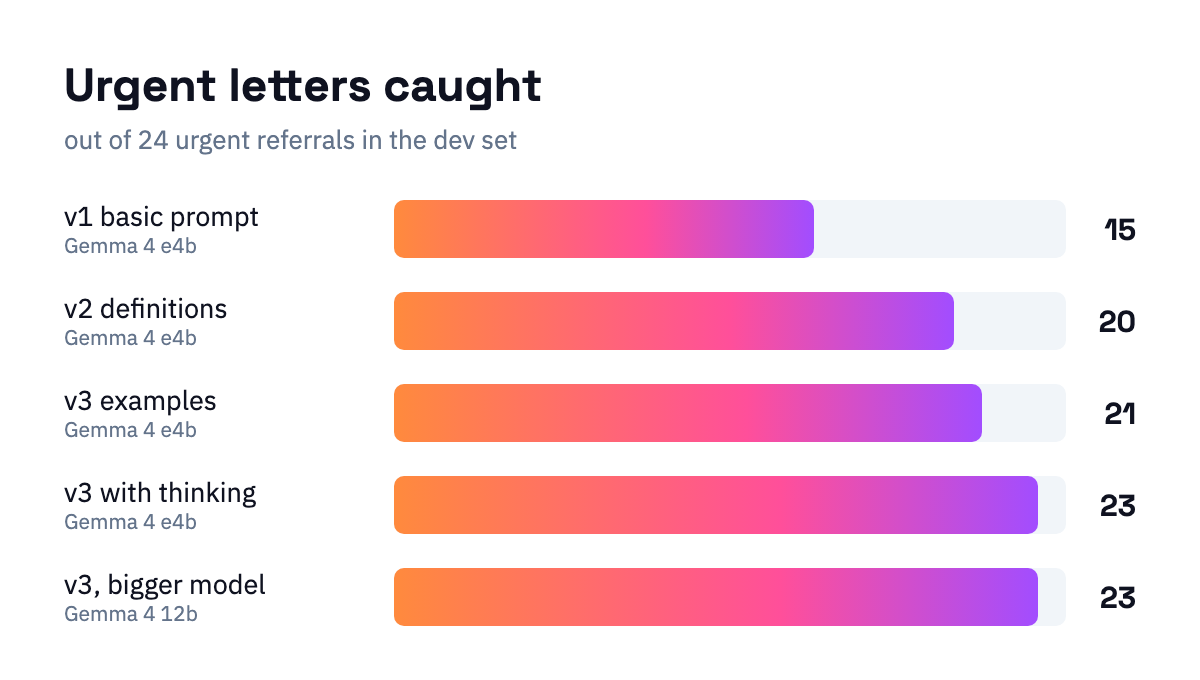 Urgent letters caught
out of 24 urgent referrals in the dev set
v1 basic prompt
Gemma 4 e4b
15
v2 definitions
Gemma 4 e4b
20
v3 examples
Gemma 4 e4b
21
v3 with thinking
Gemma 4 e4b
23
v3, bigger model
Gemma 4 12b
23